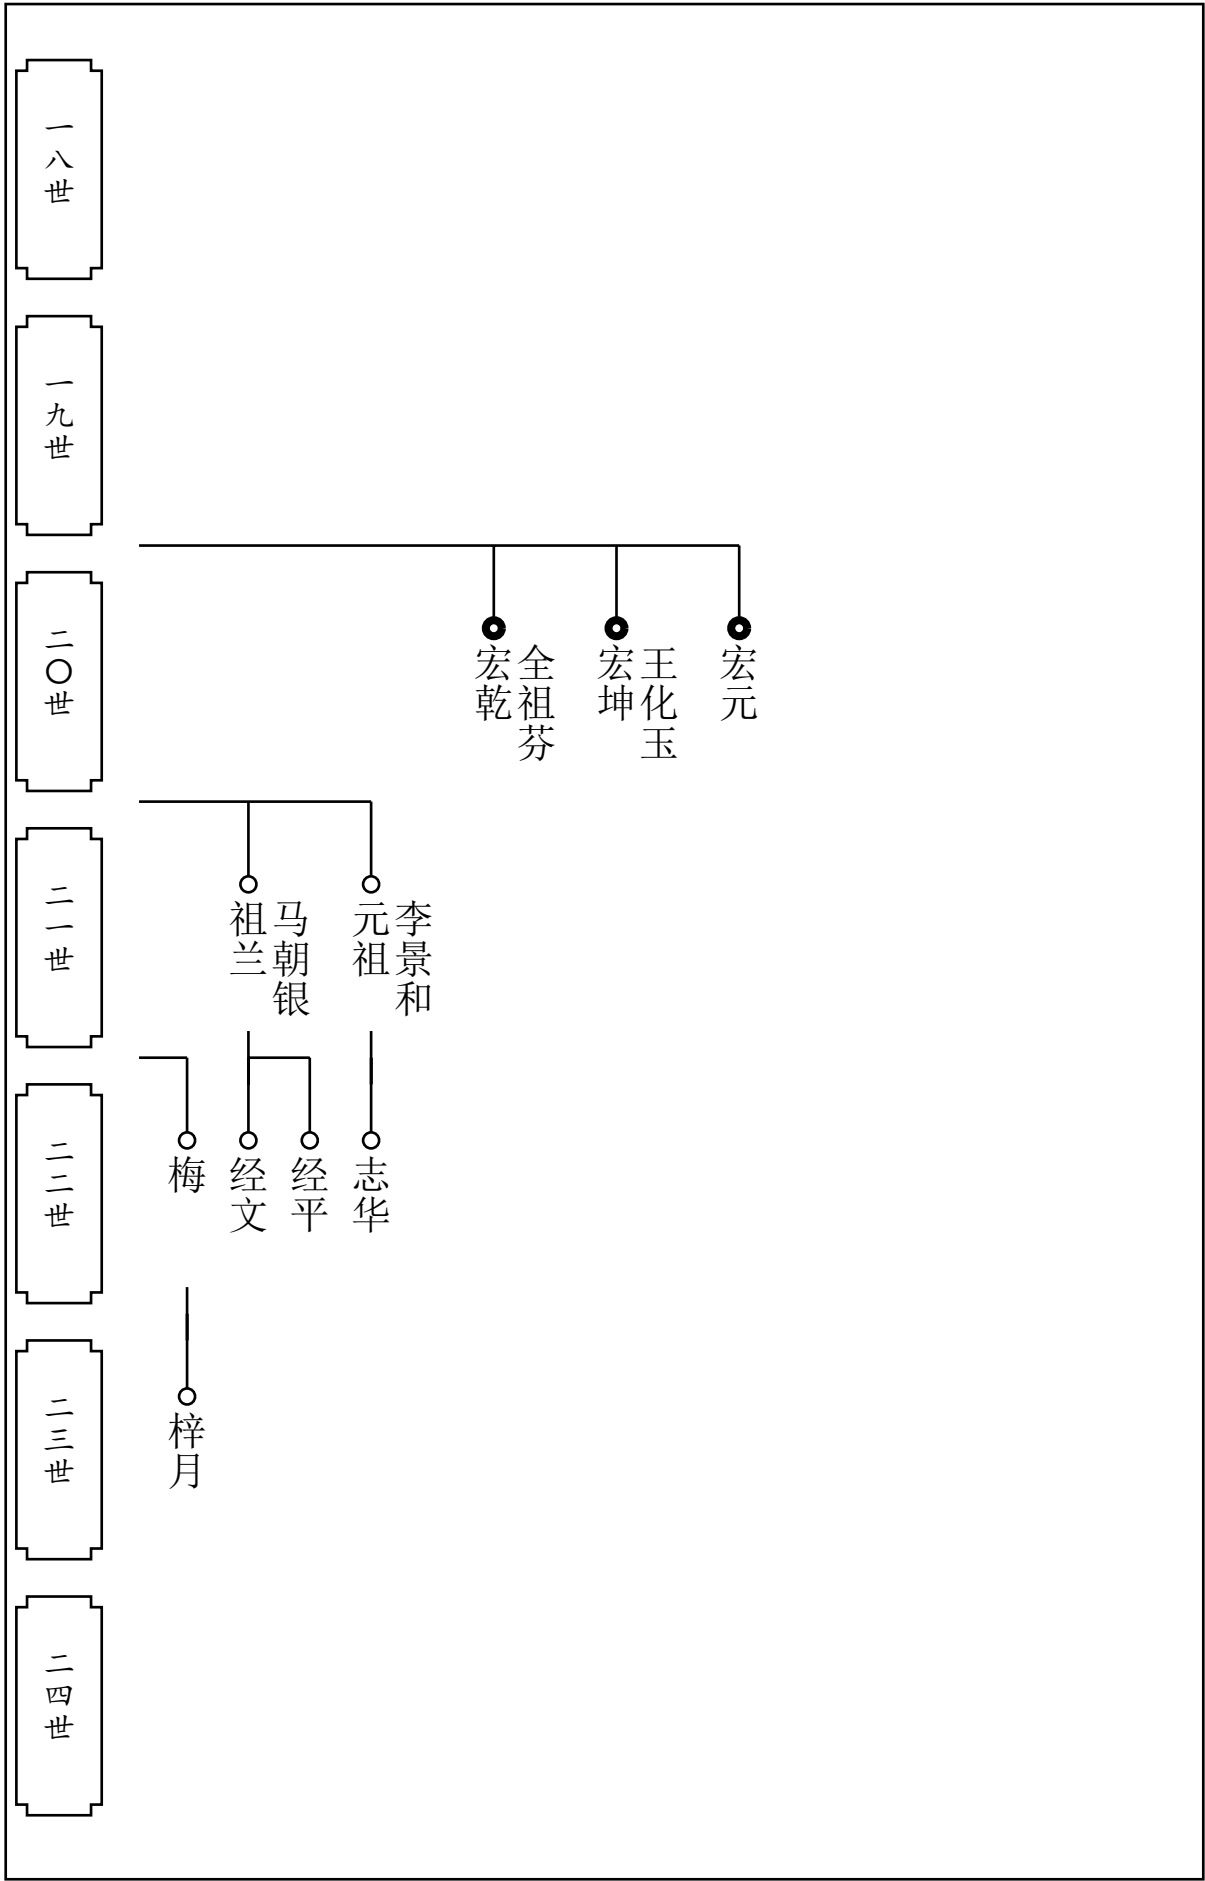 一八世
一九世
二〇世
宏乾
全祖芬
宏坤
王化玉
宏元
二一世
祖兰
马朝银
元祖
李景和
二二世
梅
经文
经平
志华
二三世
梓月
二四世